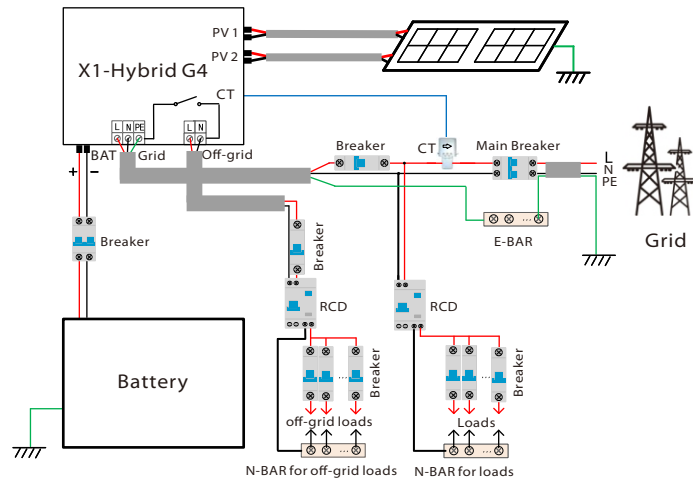 PV 1
PV 2
X1-Hybrid G4
CT
L N PE
L N
BAT
Grid
Off-grid
+
−
Breaker
CT
Main Breaker
L
N
PE
E-BAR
Grid
Breaker
Breaker
RCD
RCD
Battery
...
Breaker
...
Breaker
off-grid loads
Loads
...
...
...
N-BAR for off-grid loads
N-BAR for loads